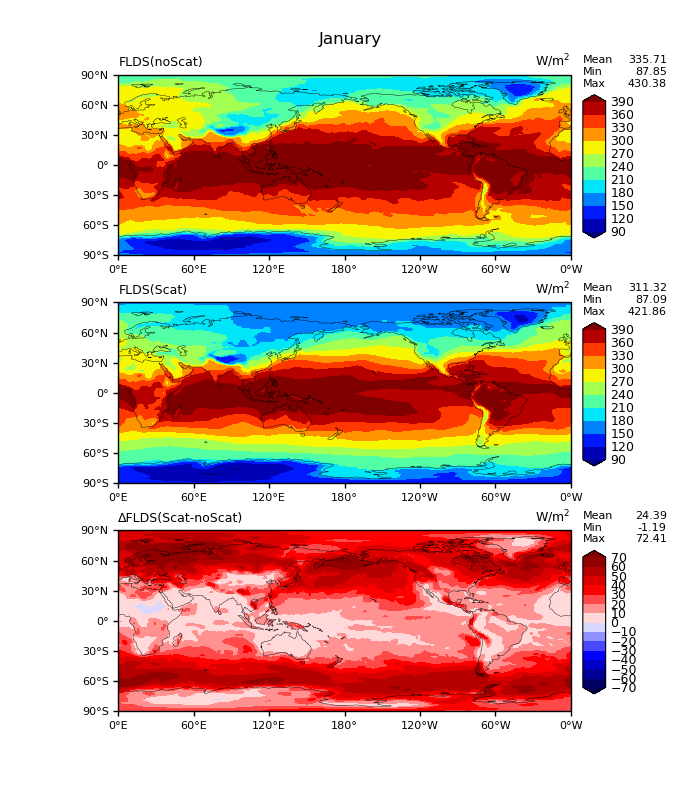 January
FLDS(noScat) W/m²
Mean 335.71
Min 87.85
Max 430.38
90°N
60°N
30°N
0°
30°S
60°S
90°S
0°E 60°E 120°E 180° 120°W 60°W 0°W
390
360
330
300
270
240
210
180
150
120
90
FLDS(Scat) W/m²
Mean 311.32
Min 87.09
Max 421.86
90°N
60°N
30°N
0°
30°S
60°S
90°S
0°E 60°E 120°E 180° 120°W 60°W 0°W
390
360
330
300
270
240
210
180
150
120
90
ΔFLDS(Scat-noScat) W/m²
Mean 24.39
Min -1.19
Max 72.41
90°N
60°N
30°N
0°
30°S
60°S
90°S
0°E 60°E 120°E 180° 120°W 60°W 0°W
70
60
50
40
30
20
10
0
−10
−20
−30
−40
−50
−60
−70